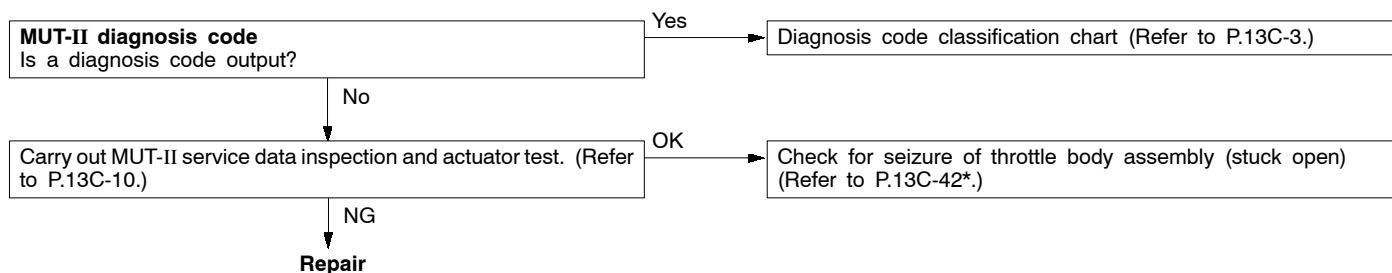 MUT-II diagnosis code
Is a diagnosis code output?
Yes
Diagnosis code classification chart (Refer to P.13C-3.)
No
Carry out MUT-II service data inspection and actuator test. (Refer
to P.13C-10.)
OK
Check for seizure of throttle body assembly (stuck open)
(Refer to P.13C-42*.)
NG
Repair